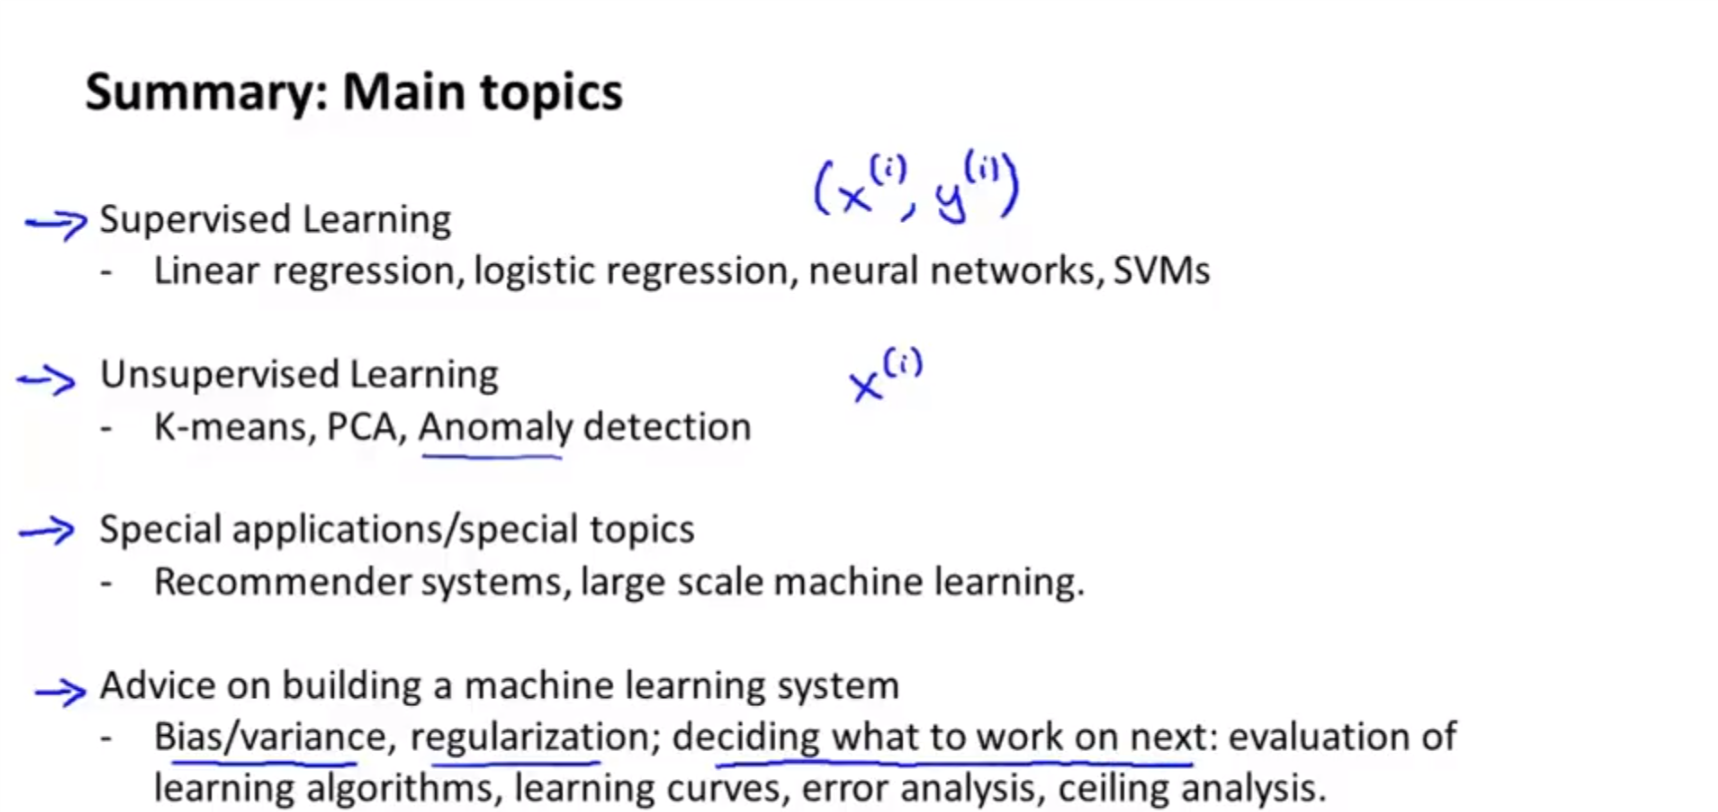 Summary: Main topics
(x^(i), y^(i))
Supervised Learning
- Linear regression, logistic regression, neural networks, SVMs
Unsupervised Learning
x^(i)
- K-means, PCA, Anomaly detection
Special applications/special topics
- Recommender systems, large scale machine learning.
Advice on building a machine learning system
- Bias/variance, regularization; deciding what to work on next: evaluation of
learning algorithms, learning curves, error analysis, ceiling analysis.